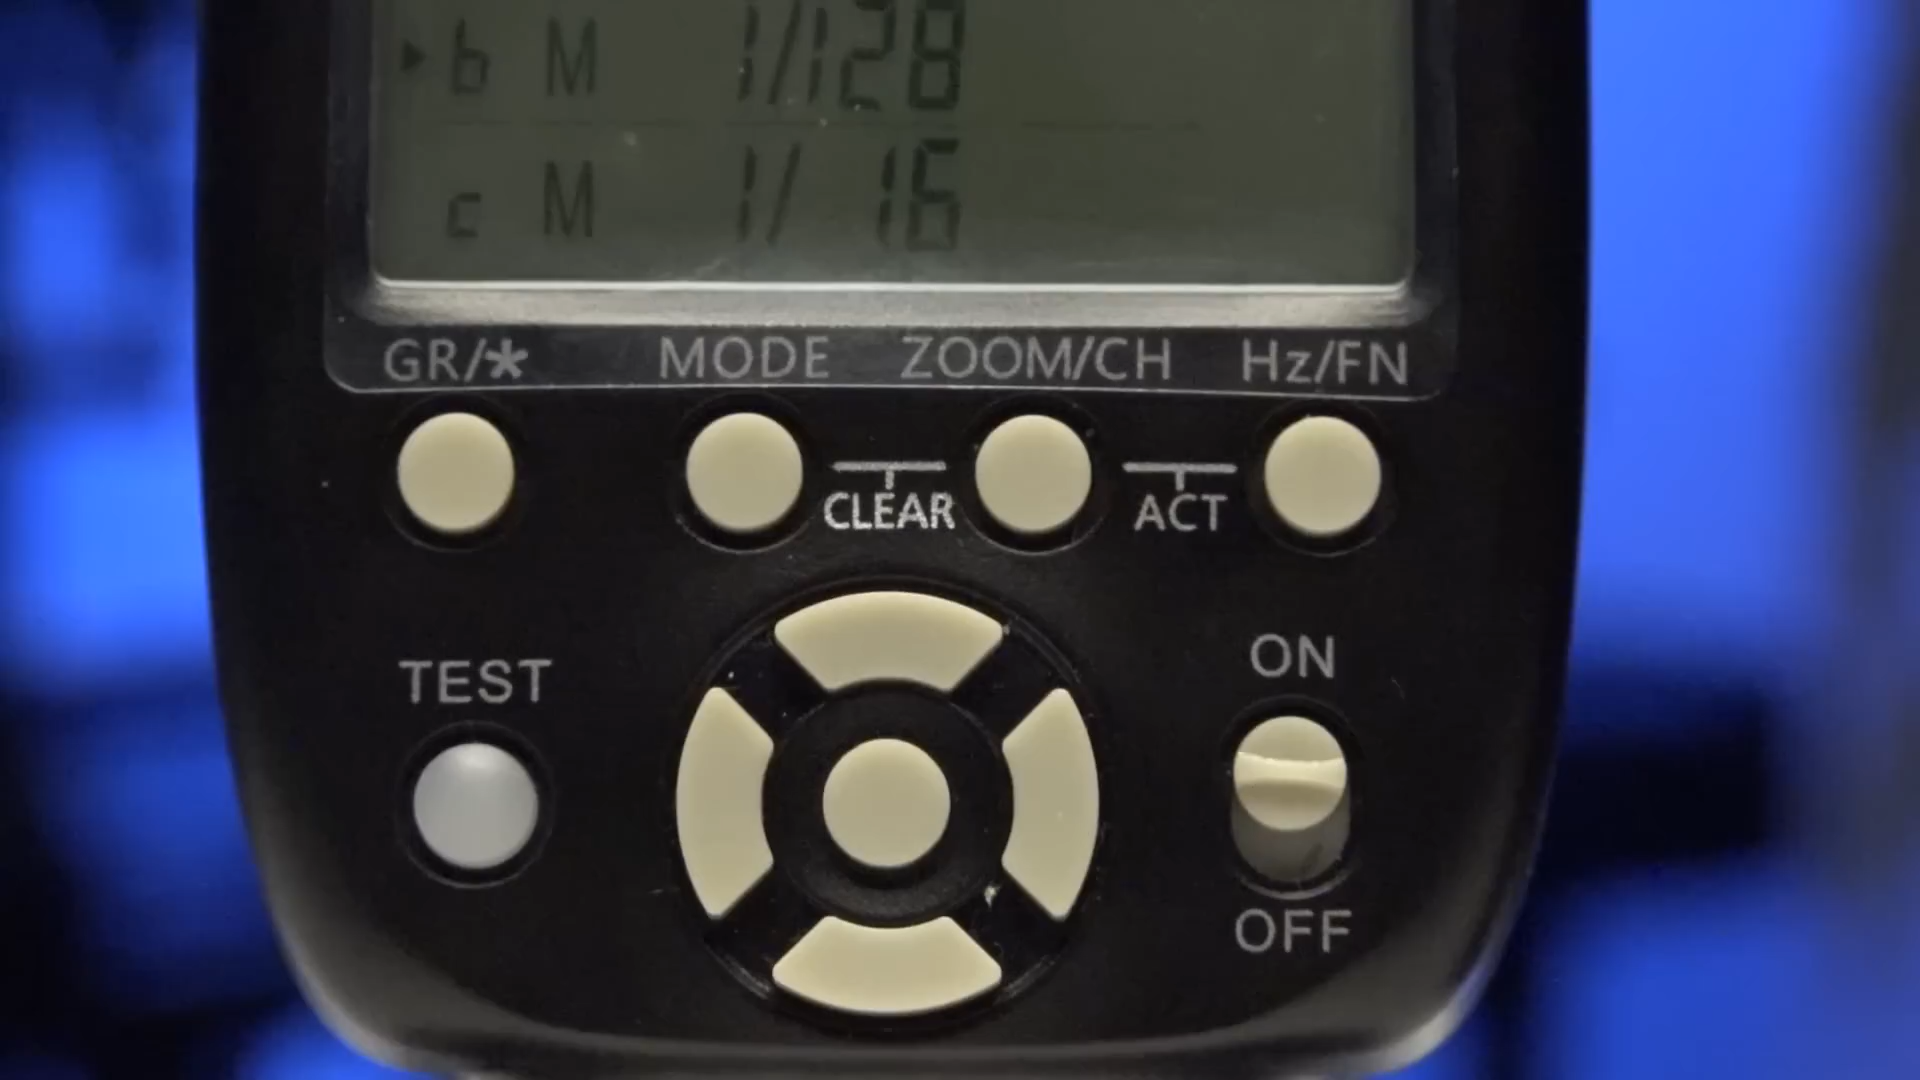 b M 1/128
c M 1/ 16
GR/* MODE ZOOM/CH Hz/FN
CLEAR ACT
TEST
ON
OFF